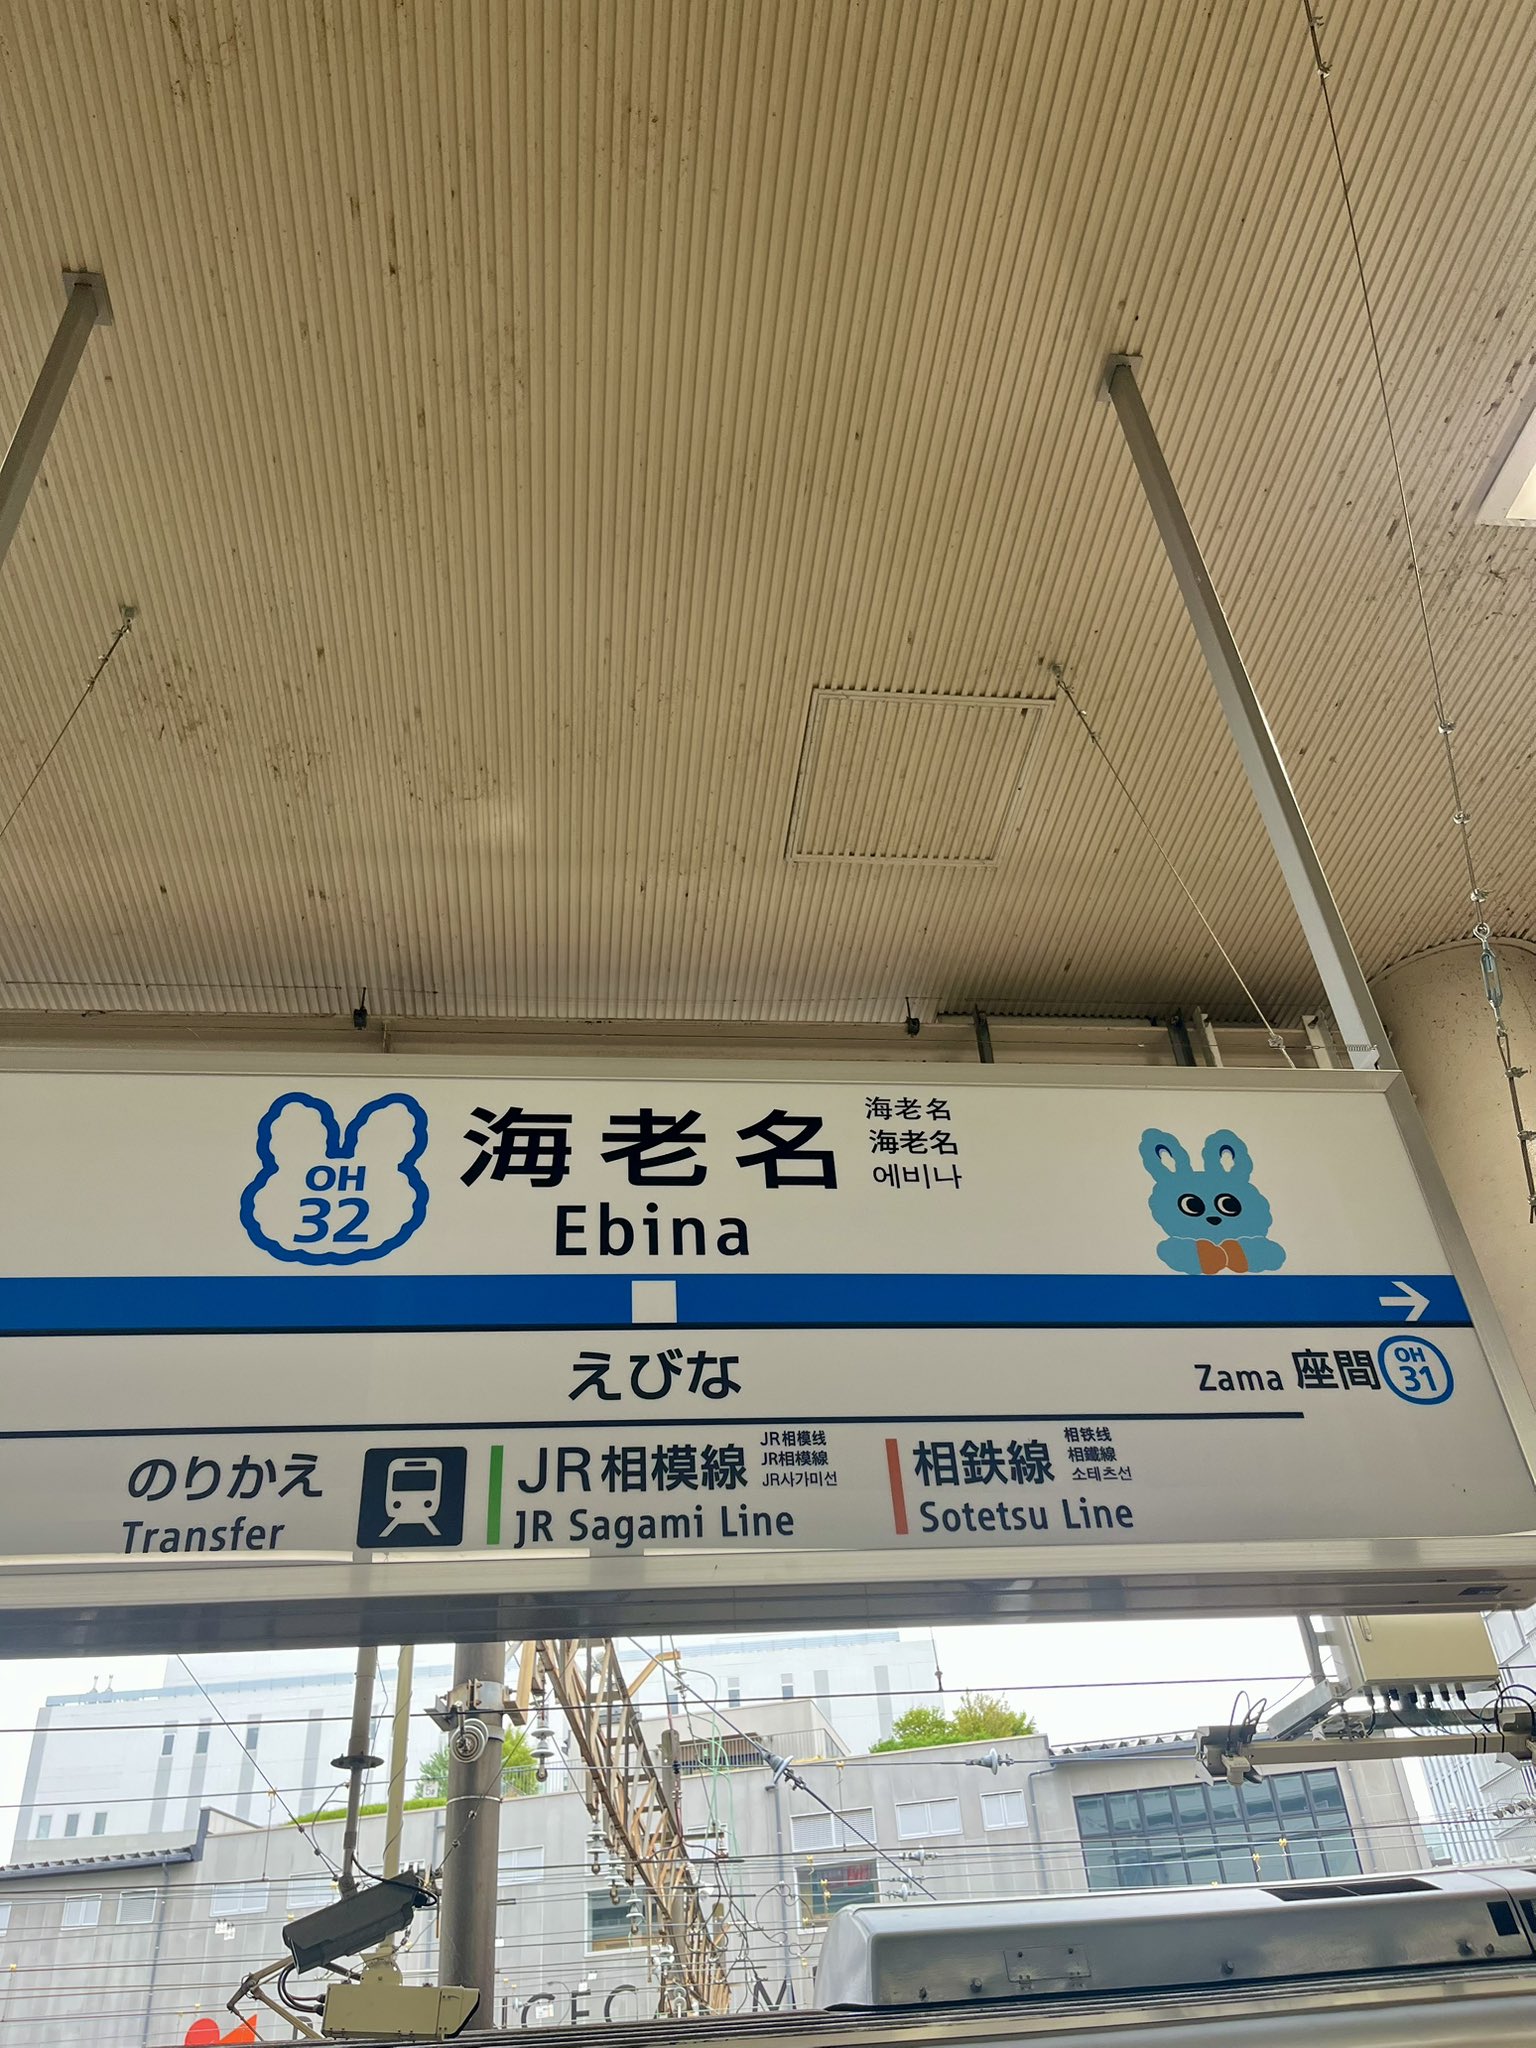 OH
32
海老名
海老名
海老名
에비나
Ebina
えびな
Zama 座間
OH
31
のりかえ
Transfer
JR相模線
JR相模线
JR相模線
JR사가미선
JR Sagami Line
相鉄線
相铁线
相鐵線
소테츠선
Sotetsu Line